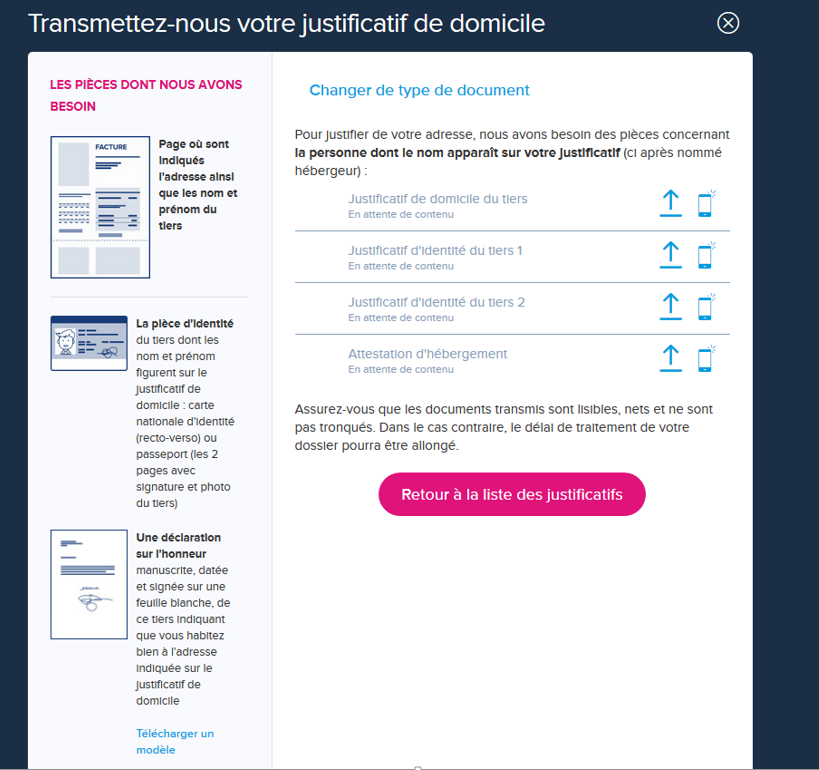 Transmettez-nous votre justificatif de domicile
LES PIÈCES DONT NOUS AVONS
BESOIN
FACTURE
Page où sont
indiqués
l'adresse ainsi
que les nom et
prénom du
tiers
La pièce d'identité
du tiers dont les
nom et prénom
figurent sur le
justificatif de
domicile : carte
nationale d'identité
(recto-verso) ou
passeport (les 2
pages avec
signature et photo
du tiers)
Une déclaration
sur l'honneur
manuscrite, datée
et signée sur une
feuille blanche, de
ce tiers indiquant
que vous habitez
bien à l'adresse
indiquée sur le
justificatif de
domicile
Télécharger un
modèle
Changer de type de document
Pour justifier de votre adresse, nous avons besoin des pièces concernant
la personne dont le nom apparaît sur votre justificatif (ci après nommé
hébergeur) :
Justificatif de domicile du tiers
En attente de contenu
Justificatif d'identité du tiers 1
En attente de contenu
Justificatif d'identité du tiers 2
En attente de contenu
Attestation d'hébergement
En attente de contenu
Assurez-vous que les documents transmis sont lisibles, nets et ne sont
pas tronqués. Dans le cas contraire, le délai de traitement de votre
dossier pourra être allongé.
Retour à la liste des justificatifs